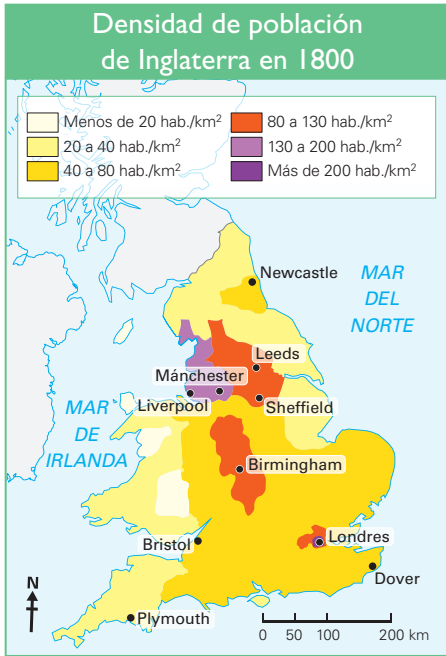 Densidad de población
de Inglaterra en 1800
Menos de 20 hab./km²
20 a 40 hab./km²
40 a 80 hab./km²
80 a 130 hab./km²
130 a 200 hab./km²
Más de 200 hab./km²
Newcastle
MAR
DEL
NORTE
Leeds
Mánchester
Liverpool
Sheffield
MAR
DE
IRLANDA
Birmingham
Bristol
Londres
Dover
Plymouth
N
0 50 100 200 km